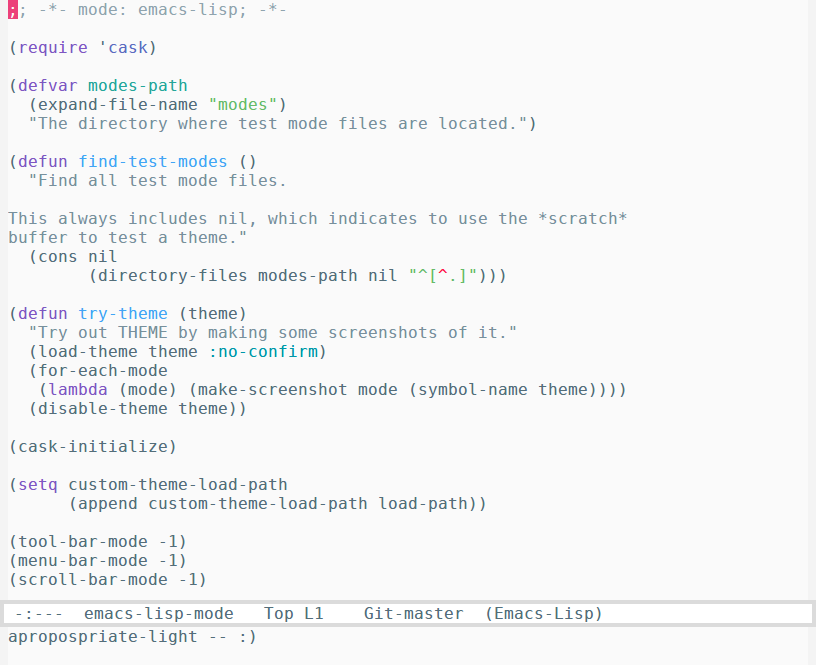 ;; -*- mode: emacs-lisp; -*-

(require 'cask)

(defvar modes-path
  (expand-file-name "modes")
  "The directory where test mode files are located.")

(defun find-test-modes ()
  "Find all test mode files.

This always includes nil, which indicates to use the *scratch*
buffer to test a theme."
  (cons nil
        (directory-files modes-path nil "^[^.]")))

(defun try-theme (theme)
  "Try out THEME by making some screenshots of it."
  (load-theme theme :no-confirm)
  (for-each-mode
   (lambda (mode) (make-screenshot mode (symbol-name theme))))
  (disable-theme theme))

(cask-initialize)

(setq custom-theme-load-path
      (append custom-theme-load-path load-path))

(tool-bar-mode -1)
(menu-bar-mode -1)
(scroll-bar-mode -1)
-:---  emacs-lisp-mode   Top L1    Git-master  (Emacs-Lisp)
apropospriate-light -- :)